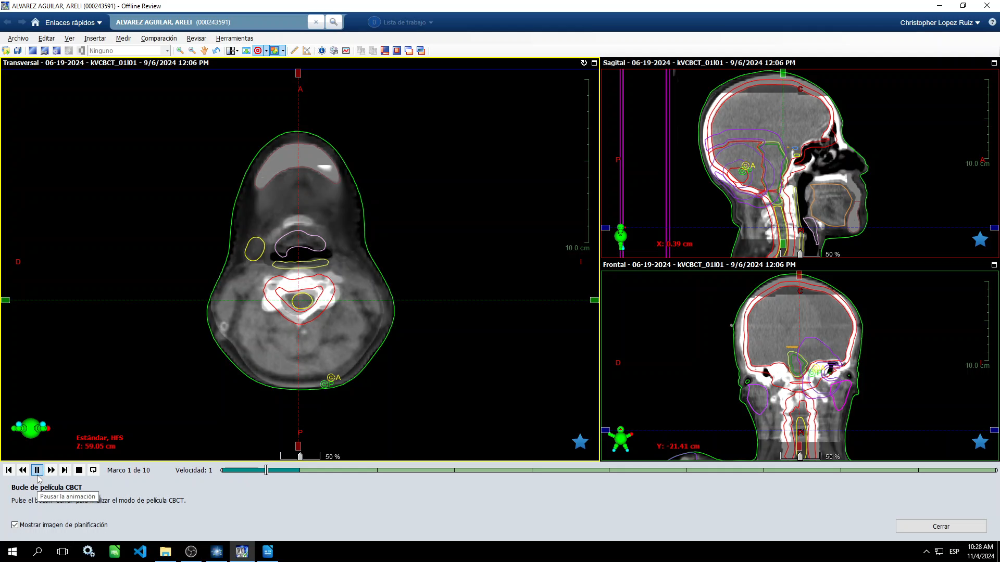 ALVAREZ AGUILAR, ARELI (000243591) - Offline Review
Enlaces rápidos
ALVAREZ AGUILAR, ARELI (000243591)
0 Lista de trabajo
Christopher Lopez Ruiz
Archivo Editar Ver Insertar Medir Comparación Revisar Herramientas
Ninguno
Transversal - 06-19-2024 - kVCBCT_01l01 - 9/6/2024 12:06 PM
A
10.0 cm
D
I
A
P
Estándar, HFS
Z: 59.05 cm
P
50 %
Sagital - 06-19-2024 - kVCBCT_01l01 - 9/6/2024 12:06 PM
C
P
A
10.0 cm
A
P
Pi
X: 0.39 cm
50 %
Frontal - 06-19-2024 - kVCBCT_01l01 - 9/6/2024 12:06 PM
C
D
I
10.0 cm
P
Pi
Y: -21.41 cm
50 %
Marco 1 de 10
Velocidad: 1
Bucle de película CBCT
Pausar la animación
Pulse el botón "Cerrar" para finalizar el modo de película CBCT.
Mostrar imagen de planificación
Cerrar
ESP
10:28 AM
11/4/2024